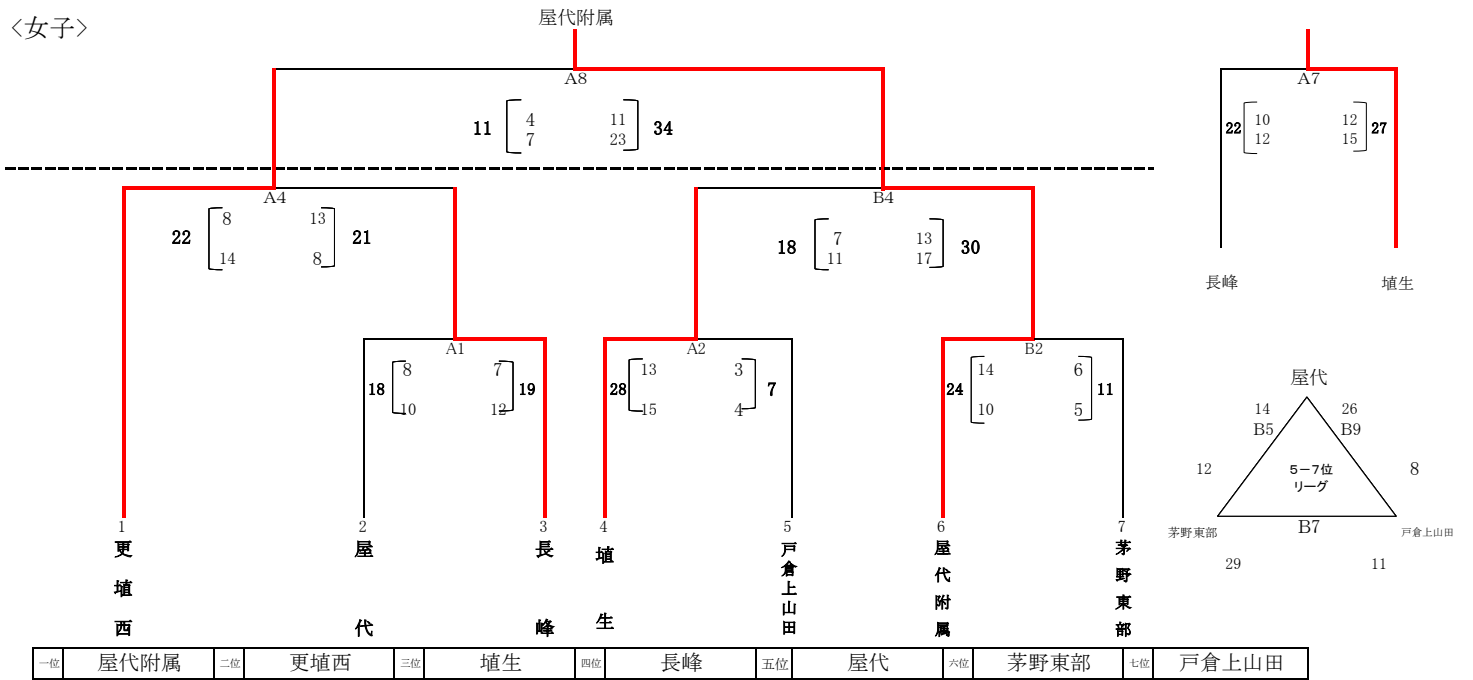 <女子>
屋代附属
A8
11 4 11 34
7 23
A7
22 10 12 27
12 15
長峰 埴生
A4
22 8 13 21
14 8
B4
18 7 13 30
11 17
A1
18 8 7 19
10 12
A2
28 13 3 7
15 4
B2
24 14 6 11
10 5
屋代
14 26
B5 B9
12 8
5-7位
リーグ
茅野東部 B7 戸倉上山田
29 11
1 2 3 4 5 6 7
更埴西
屋代
長峰
埴生
戸倉上山田
屋代附属
茅野東部
一位 屋代附属 二位 更埴西 三位 埴生 四位 長峰 五位 屋代 六位 茅野東部 七位 戸倉上山田